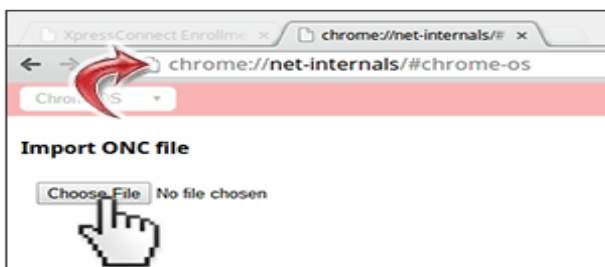 XpressConnect Enrollme × chrome://net-internals/# ×
chrome://net-internals/#chrome-os
Import ONC file
Choose File No file chosen